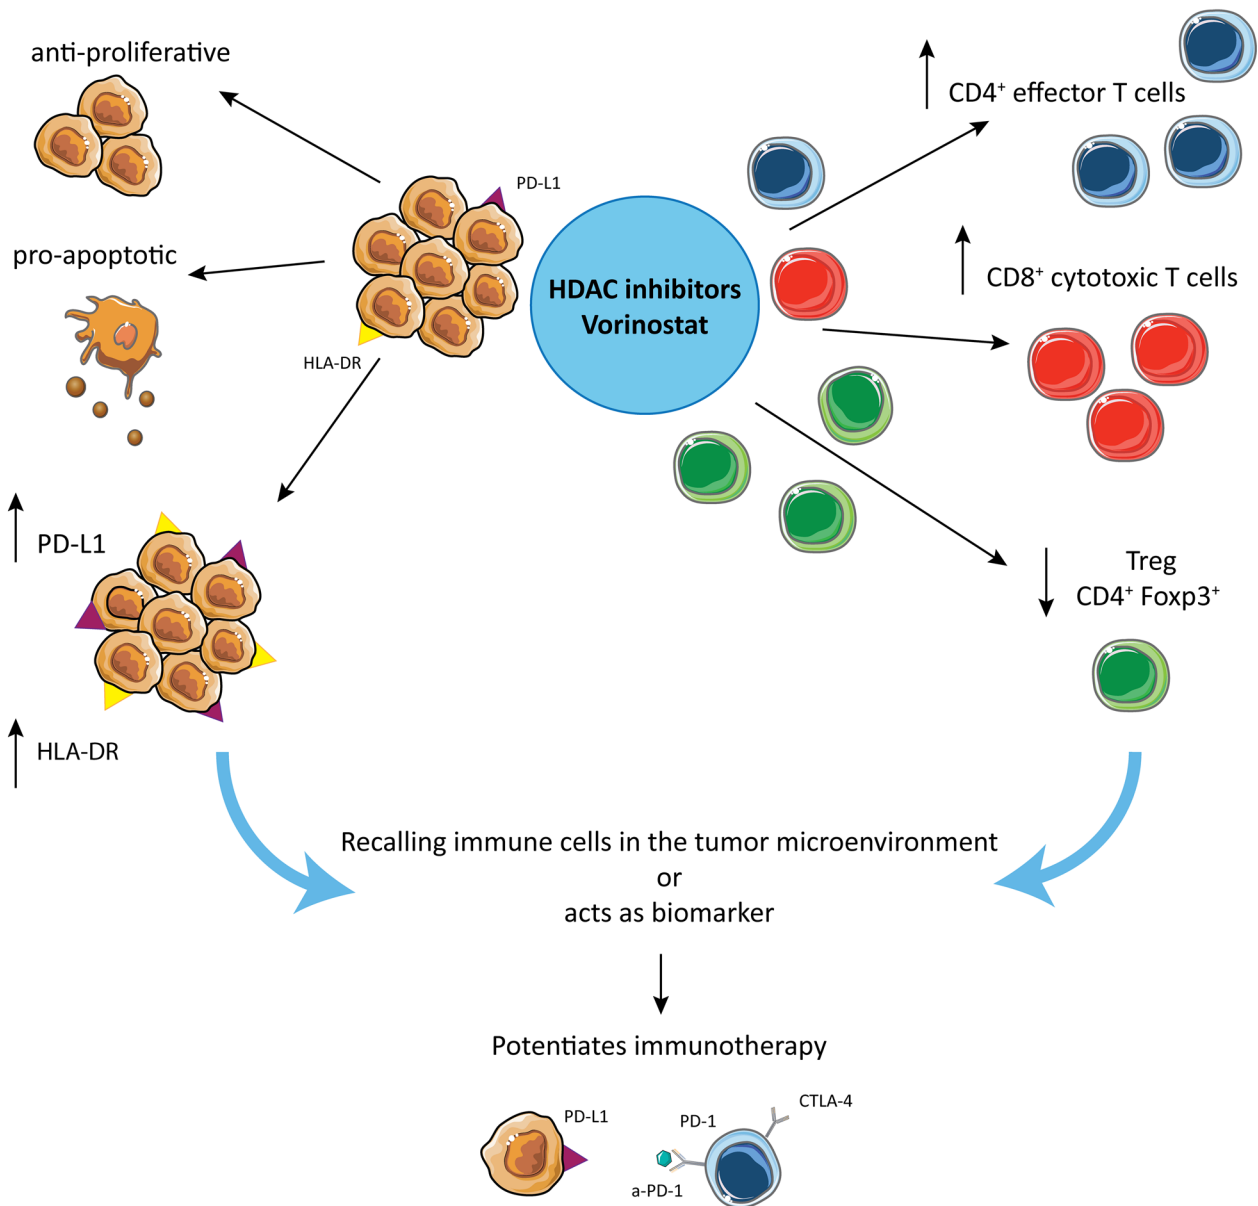 anti-proliferative
PD-L1
pro-apoptotic
HLA-DR
PD-L1
HLA-DR
HDAC inhibitors
Vorinostat
CD4⁺ effector T cells
CD8⁺ cytotoxic T cells
Treg
CD4⁺ Foxp3⁺
Recalling immune cells in the tumor microenvironment
or
acts as biomarker
Potentiates immunotherapy
PD-L1
PD-1
CTLA-4
a-PD-1